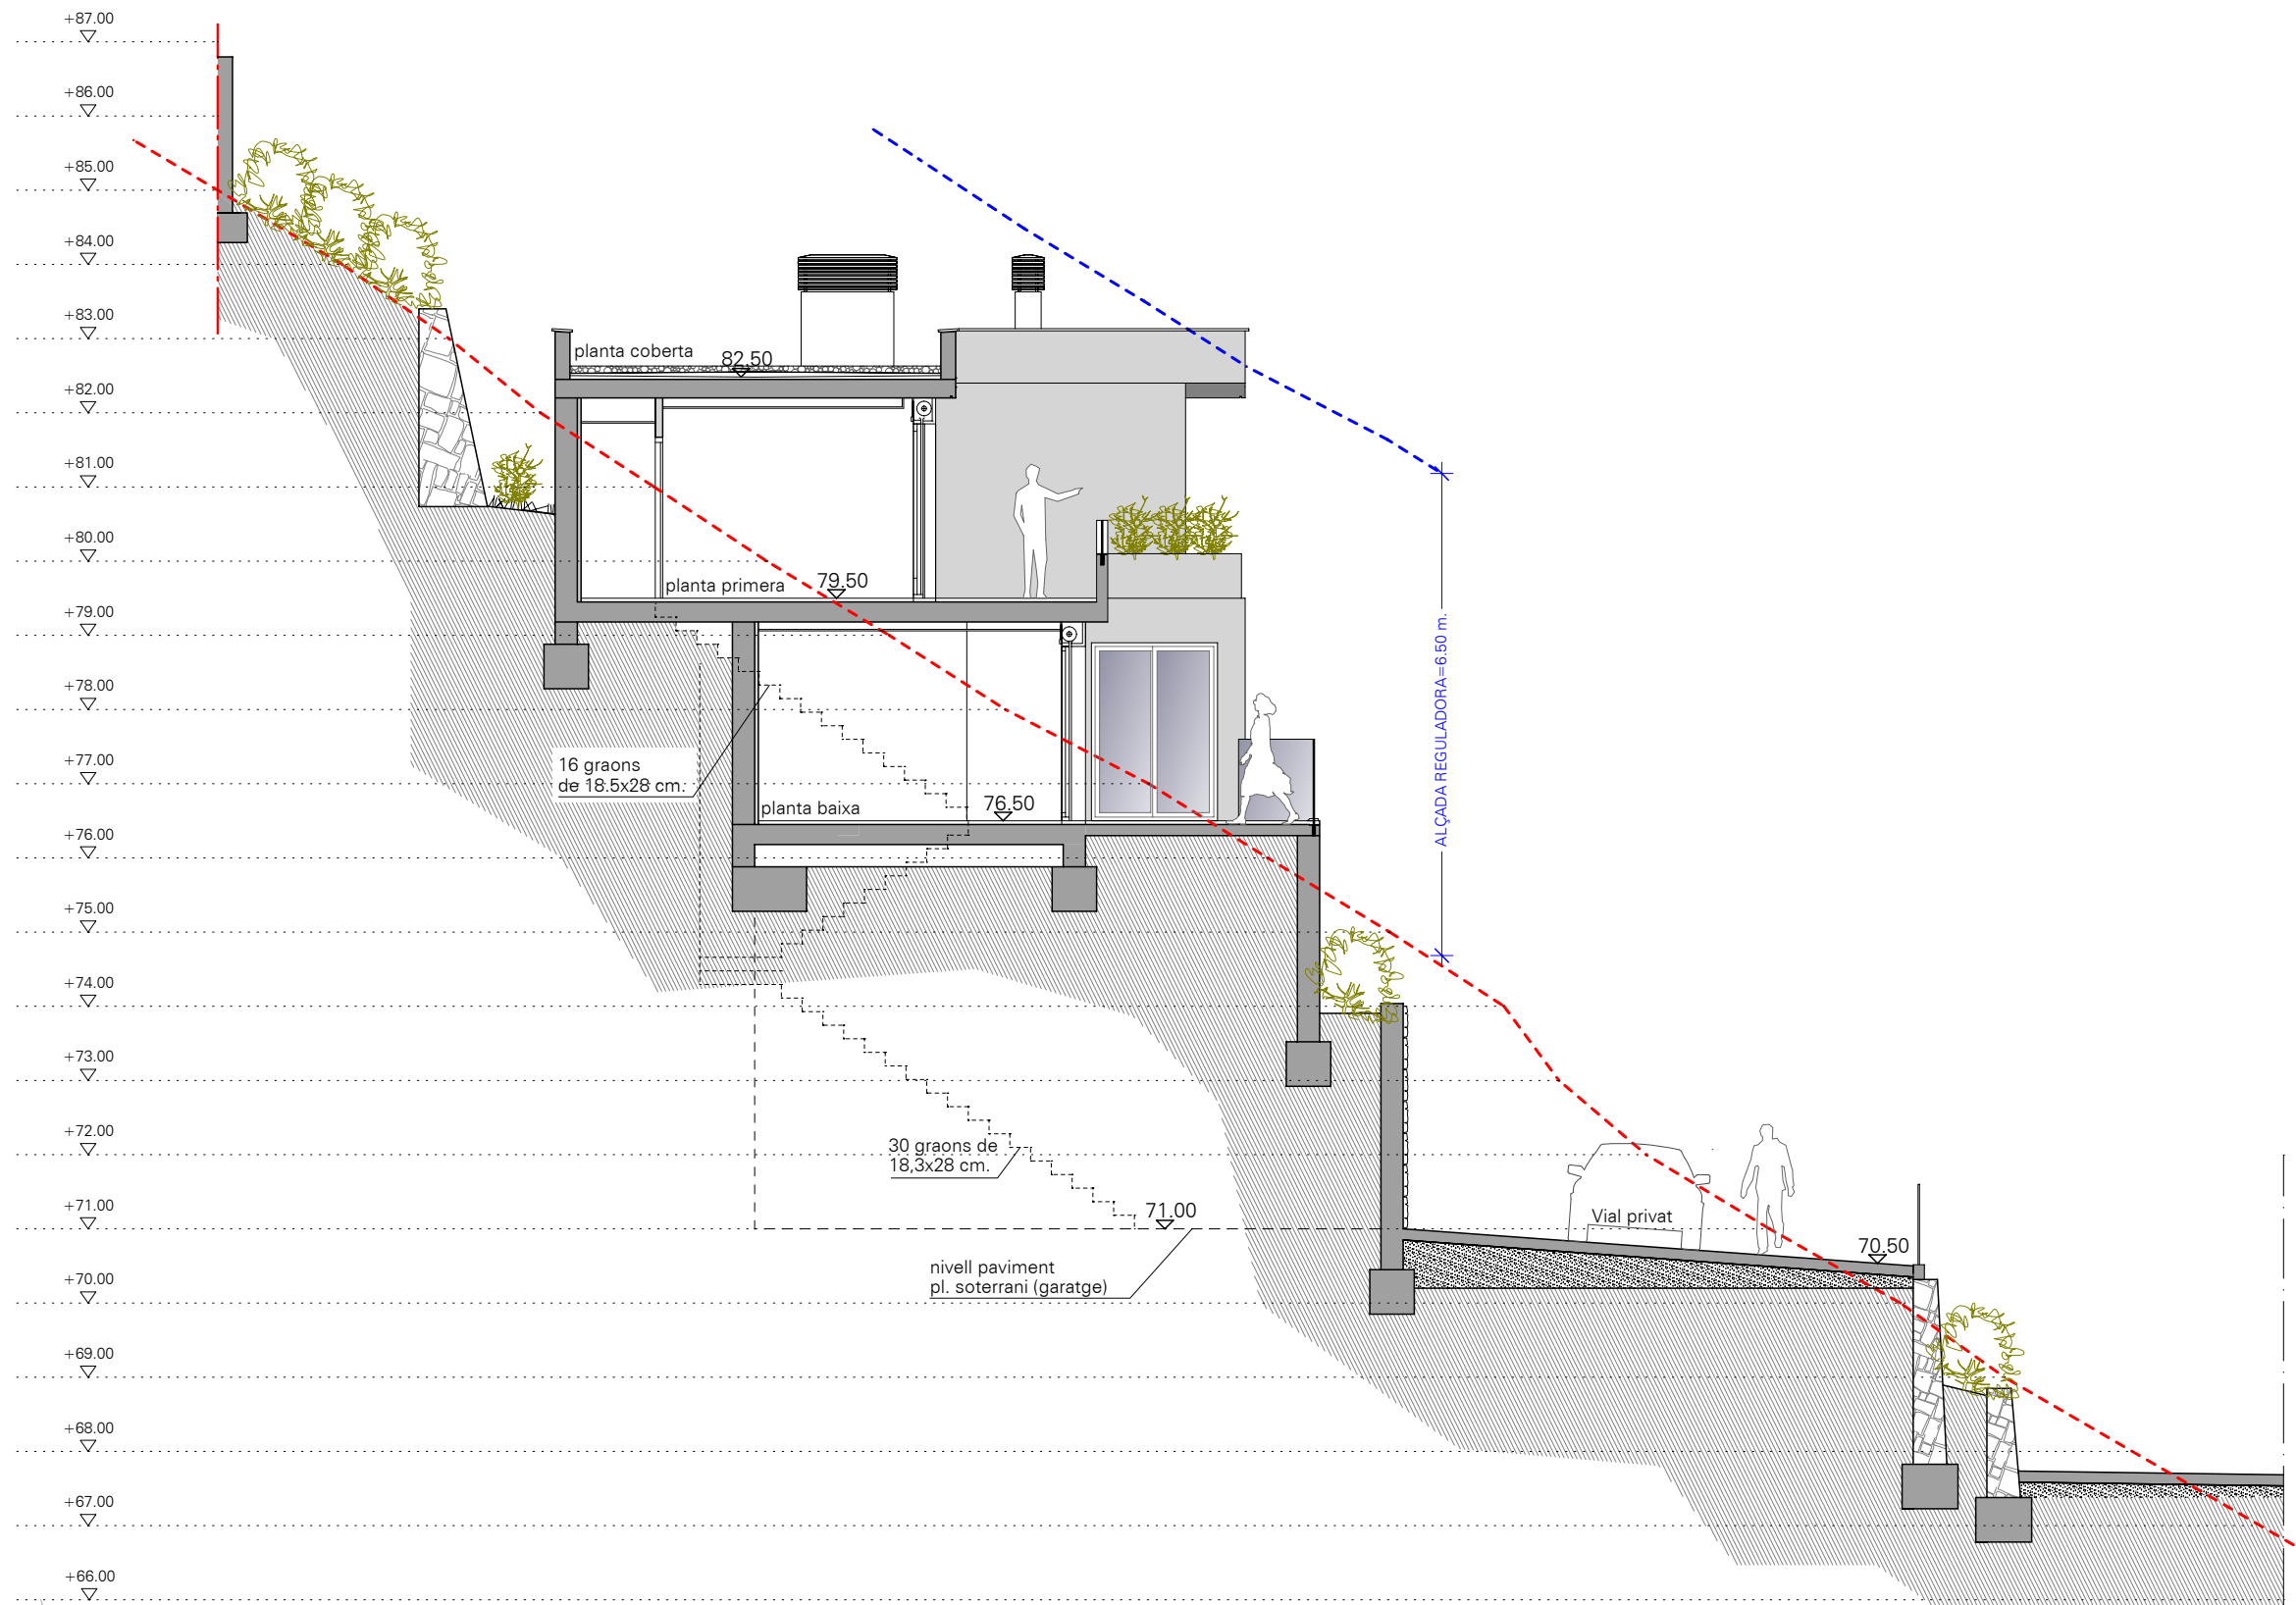 +87.00
+86.00
+85.00
+84.00
+83.00
planta coberta
82.50
+82.00
+81.00
+80.00
planta primera
79.50
+79.00
+78.00
ALÇADA REGULADORA=6.50 m.
+77.00
16 graons
de 18.5x28 cm.
planta baixa
76.50
+76.00
+75.00
+74.00
+73.00
+72.00
30 graons de
18,3x28 cm.
+71.00
71.00
Vial privat
70.50
nivell paviment
pl. soterrani (garatge)
+70.00
+69.00
+68.00
+67.00
+66.00